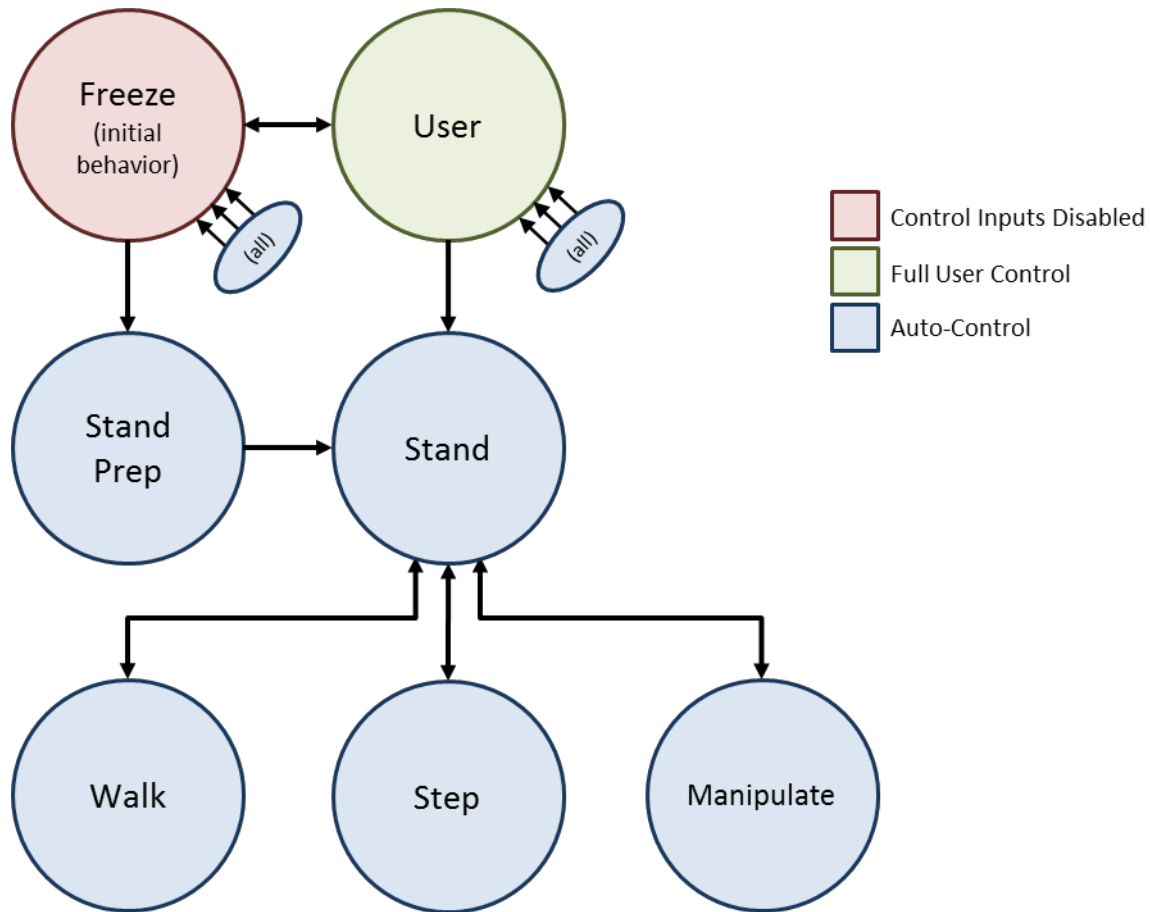 Freeze
(initial
behavior)
User
(all)
(all)
Control Inputs Disabled
Full User Control
Auto-Control
Stand
Prep
Stand
Walk
Step
Manipulate